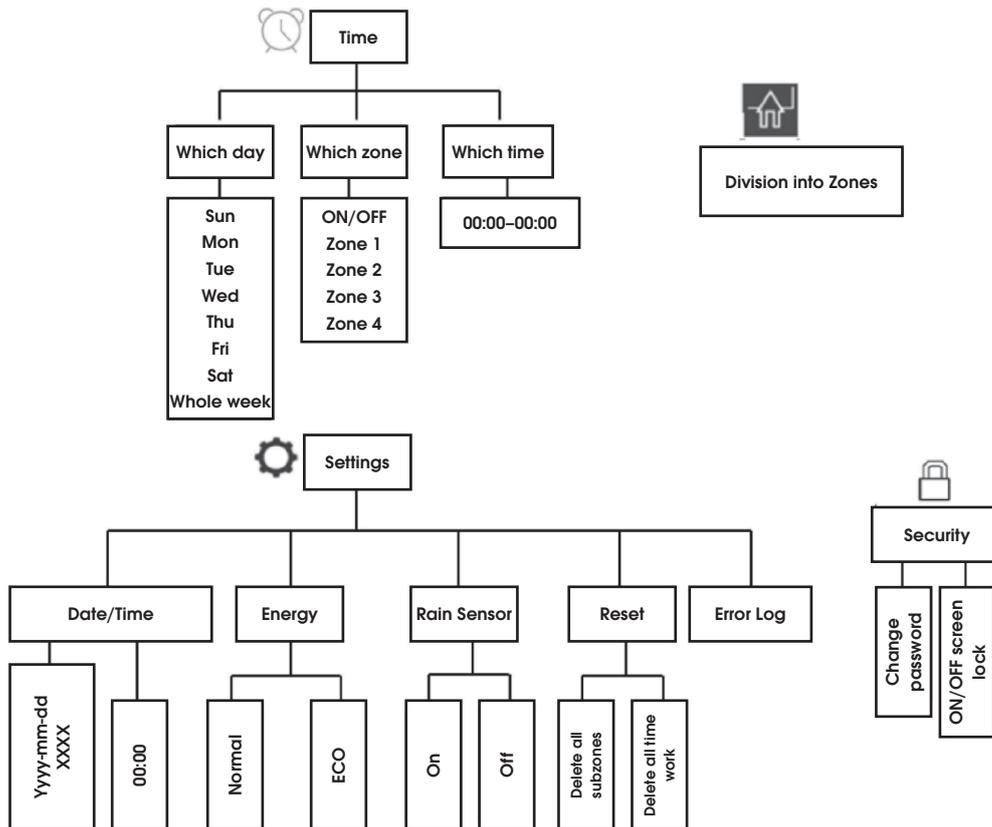 Time
Which day
Which zone
Which time
Division into Zones
Sun
Mon
Tue
Wed
Thu
Fri
Sat
Whole week
ON/OFF
Zone 1
Zone 2
Zone 3
Zone 4
00:00–00:00
Settings
Security
Date/Time
Energy
Rain Sensor
Reset
Error Log
Change
password
ON/OFF screen
lock
Yyyy-mm-dd
XXXX
00:00
Normal
ECO
On
Off
Delete all
subzones
Delete all time
work